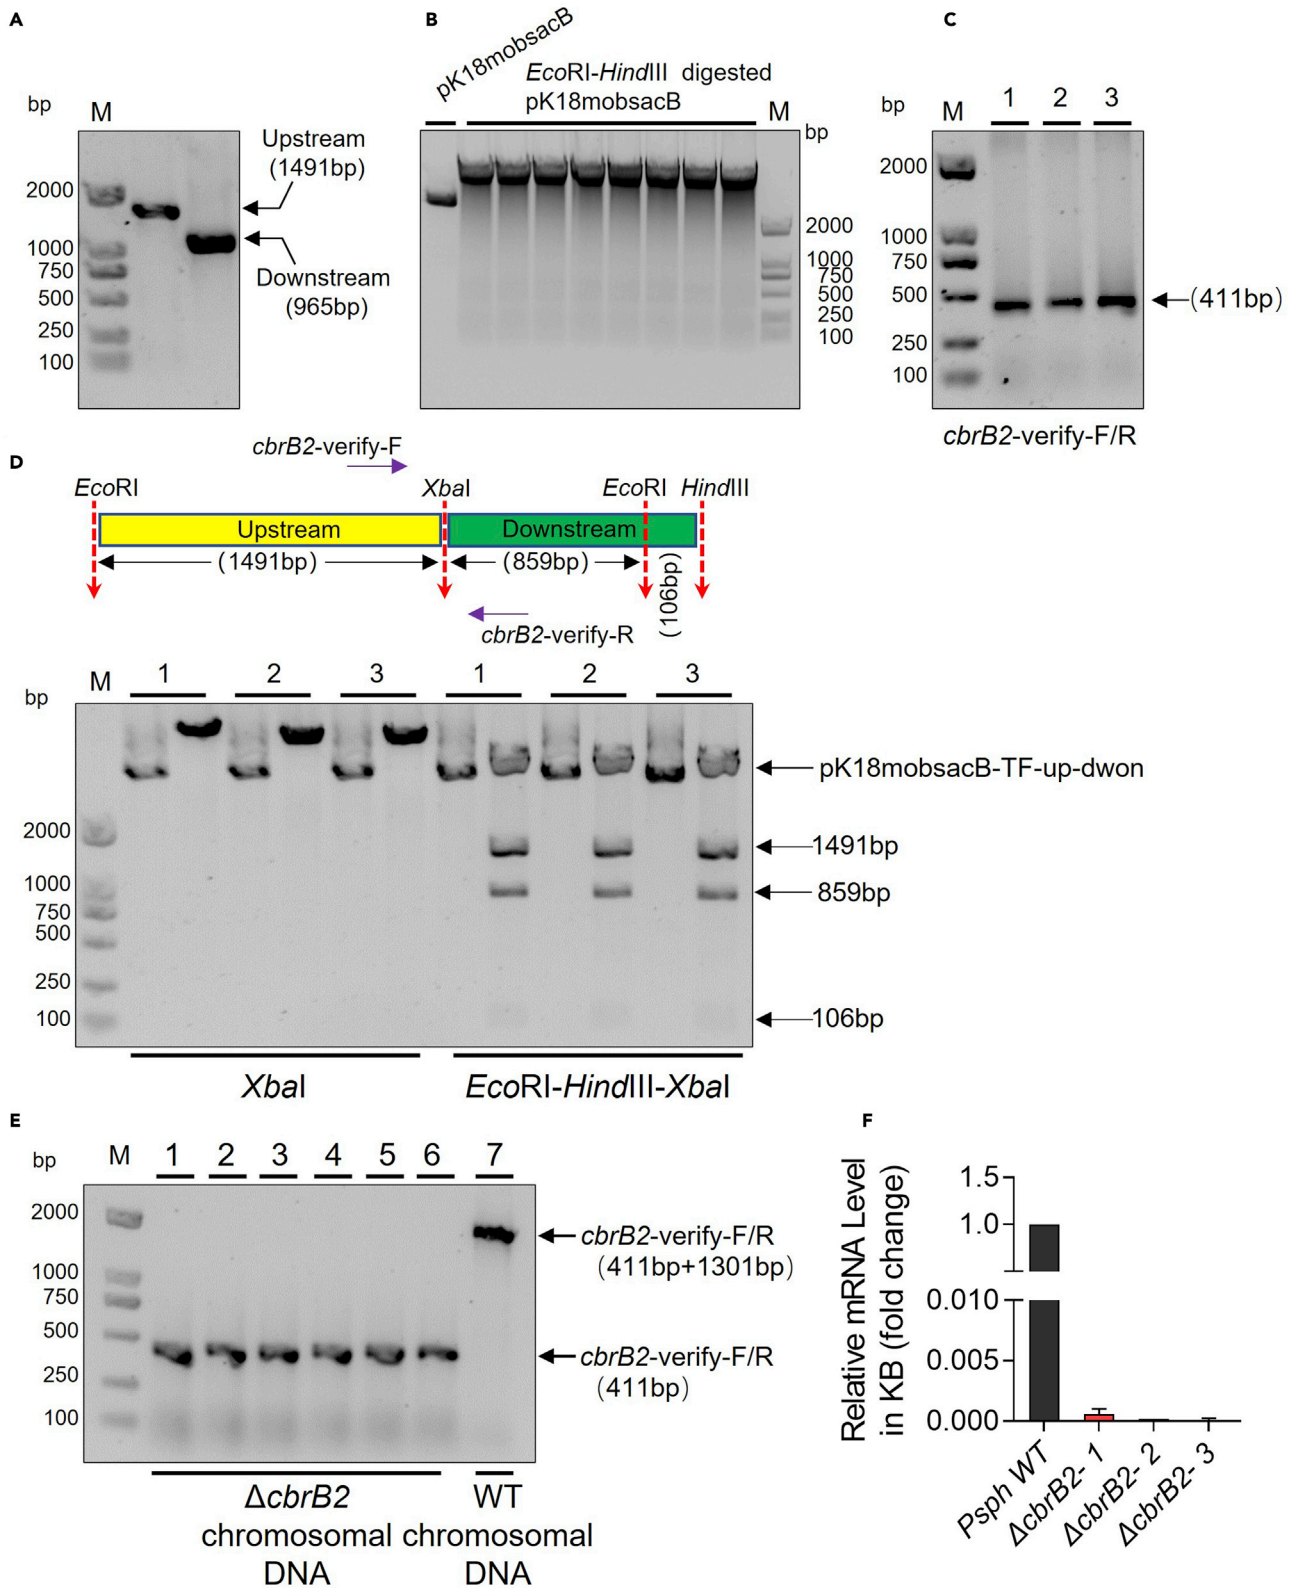 A
bp
M
Upstream
(1491bp)
2000
1000
750
500
250
100
Downstream
(965bp)
B
pK18mobsacB
EcoRI-HindIII digested
pK18mobsacB
M
bp
2000
1000
750
500
250
100
C
bp
M
1
2
3
2000
1000
750
500
250
100
(411bp)
cbrB2-verify-F/R
D
cbrB2-verify-F
EcoRI
XbaI
EcoRI
HindIII
Upstream
Downstream
(1491bp)
(859bp)
(106bp)
cbrB2-verify-R
bp
M
1
2
3
1
2
3
2000
1000
750
500
250
100
pK18mobsacB-TF-up-dwon
1491bp
859bp
106bp
XbaI
EcoRI-HindIII-XbaI
E
bp
M
1
2
3
4
5
6
7
2000
1000
750
500
250
100
cbrB2-verify-F/R
(411bp+1301bp)
cbrB2-verify-F/R
(411bp)
ΔcbrB2
chromosomal
DNA
WT
chromosomal
DNA
F
Relative mRNA Level
in KB (fold change)
1.5
1.0
0.010
0.005
0.000
Psph WT
ΔcbrB2- 1
ΔcbrB2- 2
ΔcbrB2- 3